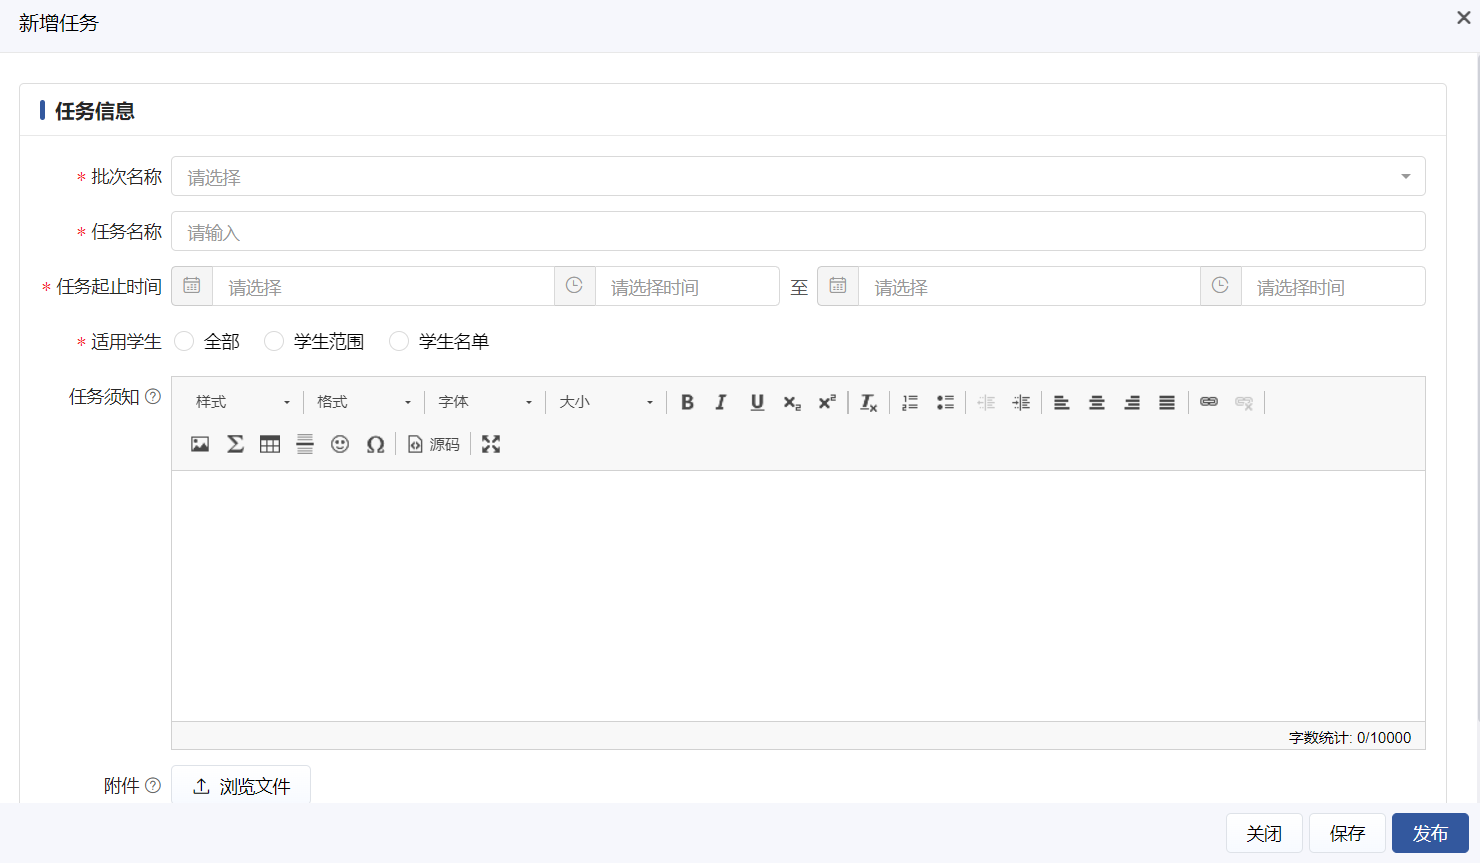 新增任务
任务信息
* 批次名称 请选择
* 任务名称 请输入
* 任务起止时间 请选择 请选择时间 至 请选择 请选择时间
* 适用学生 全部 学生范围 学生名单
任务须知 样式 格式 字体 大小
源码
字数统计: 0/10000
附件 浏览文件
关闭 保存 发布